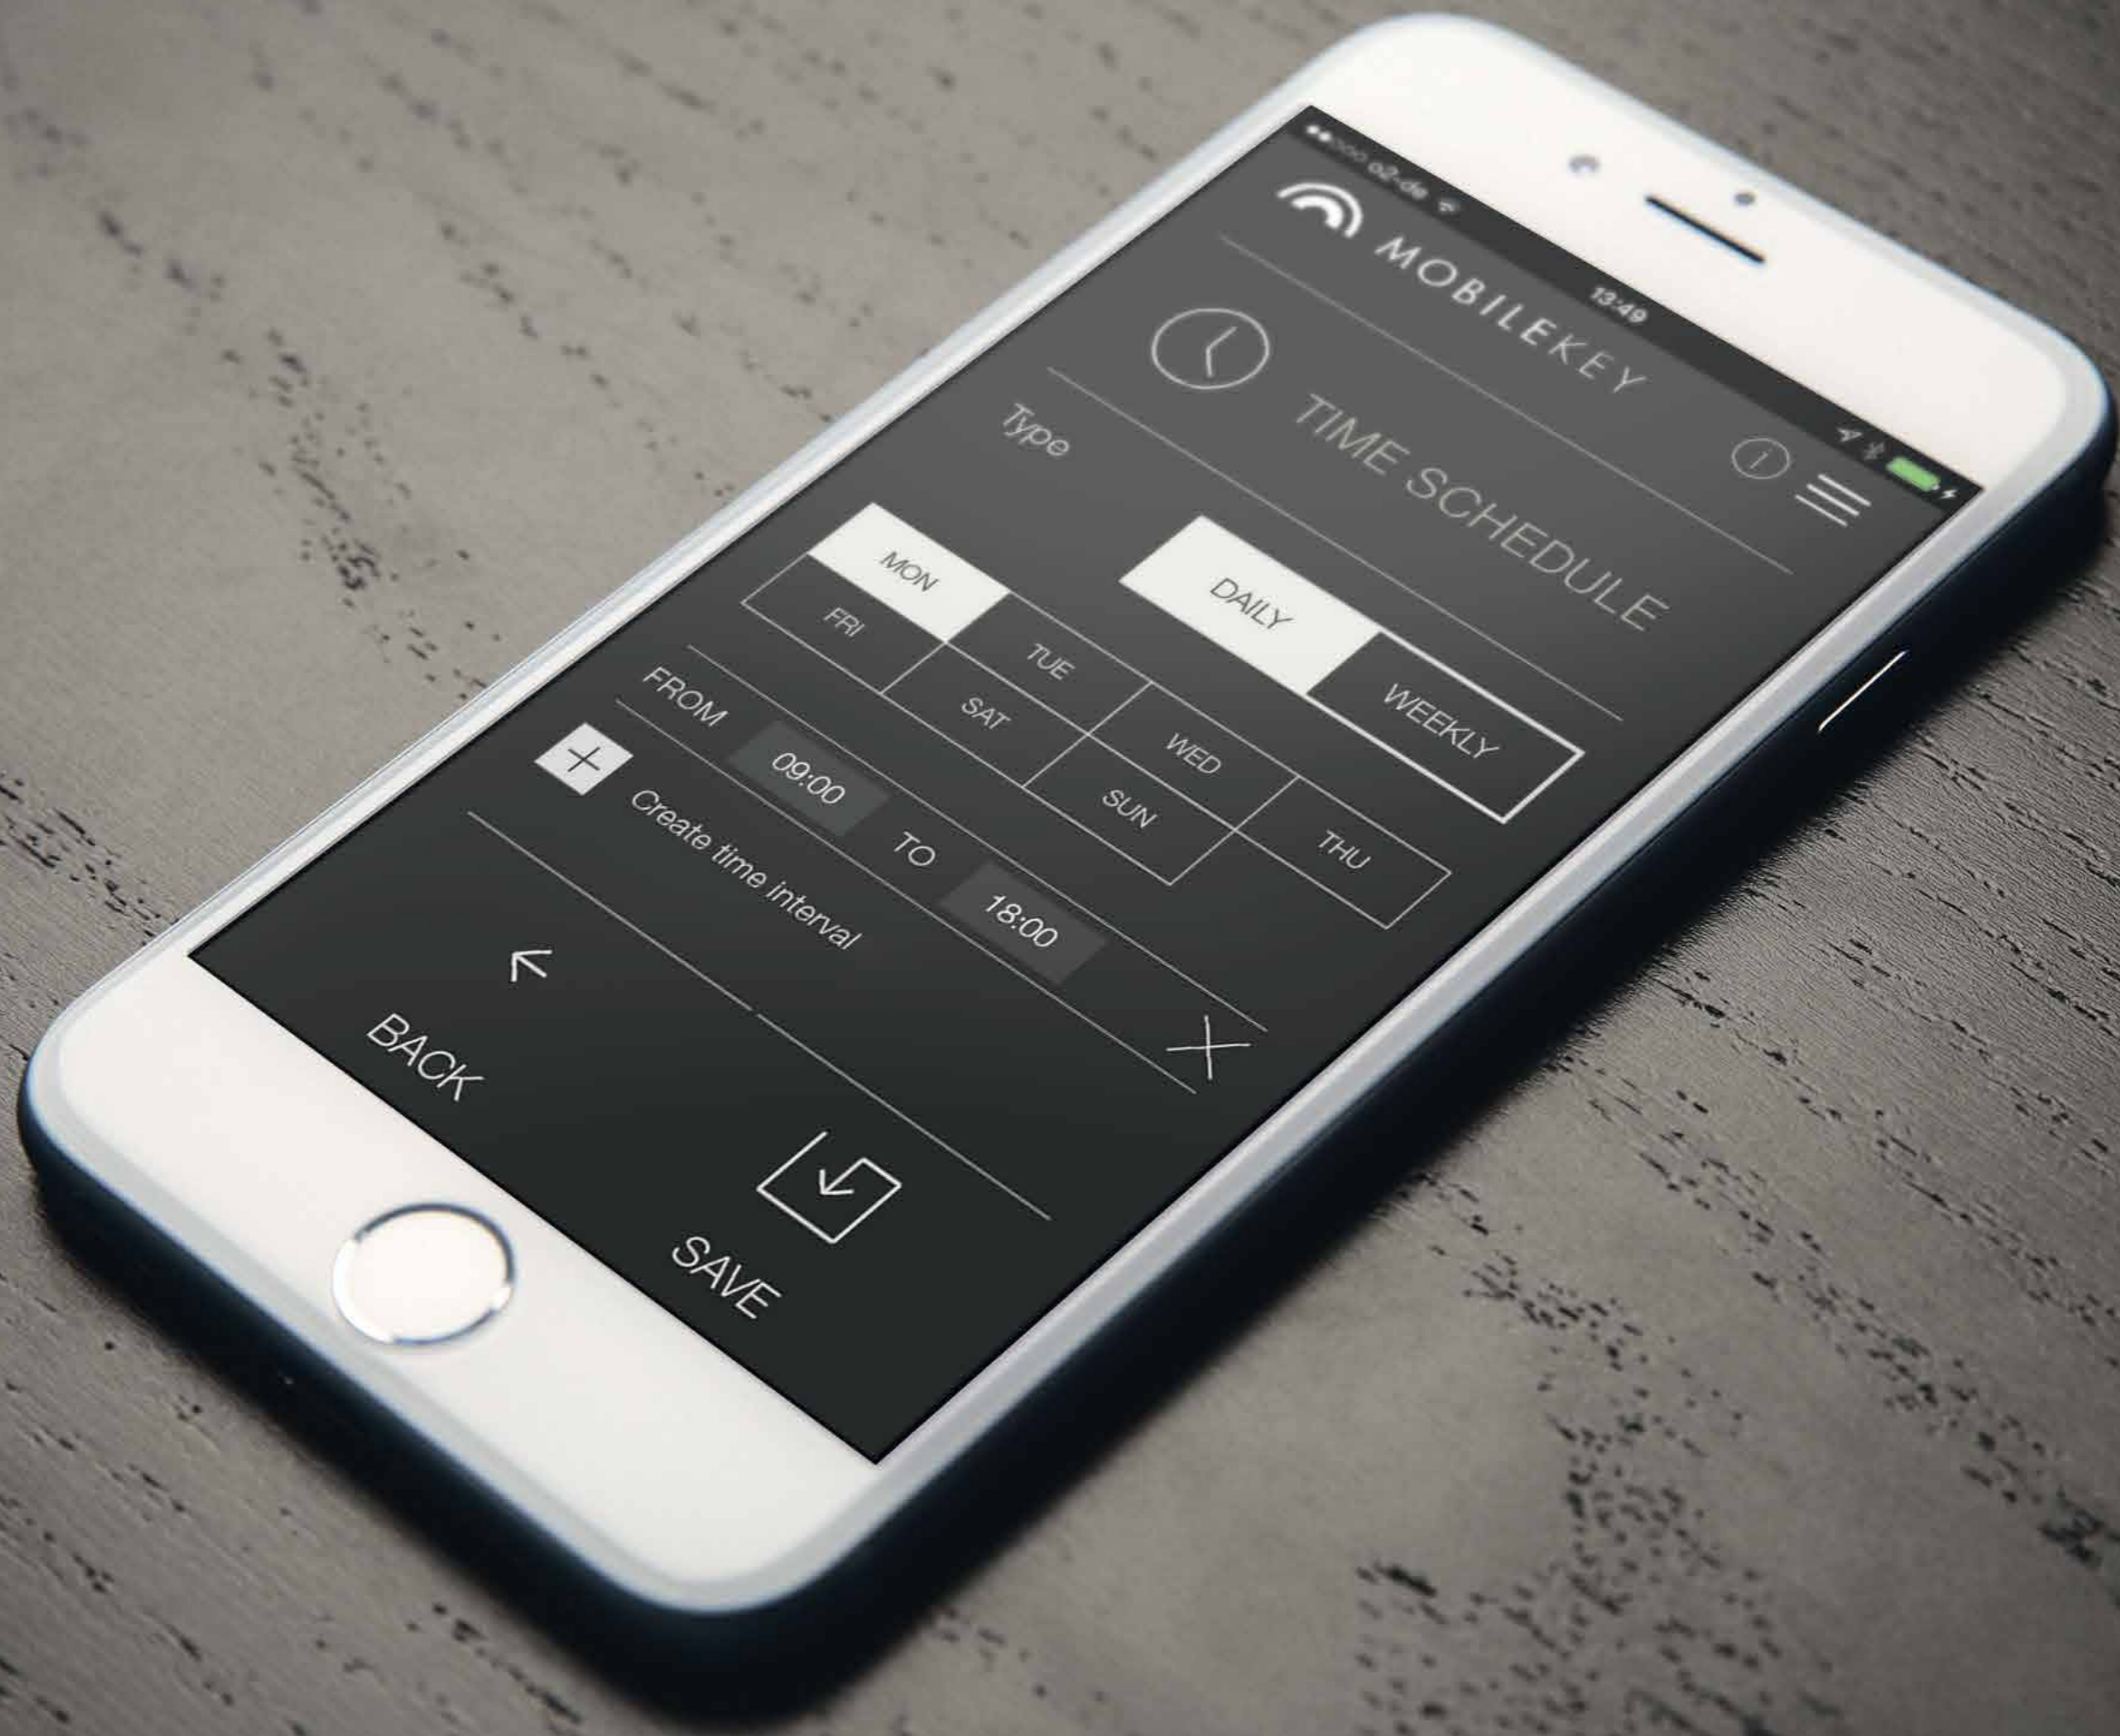 o2-de 13:49
MOBILEKEY
TIME SCHEDULE
Type DAILY WEEKLY
MON TUE WED THU
FRI SAT SUN
FROM 09:00 TO 18:00
Create time interval
BACK SAVE